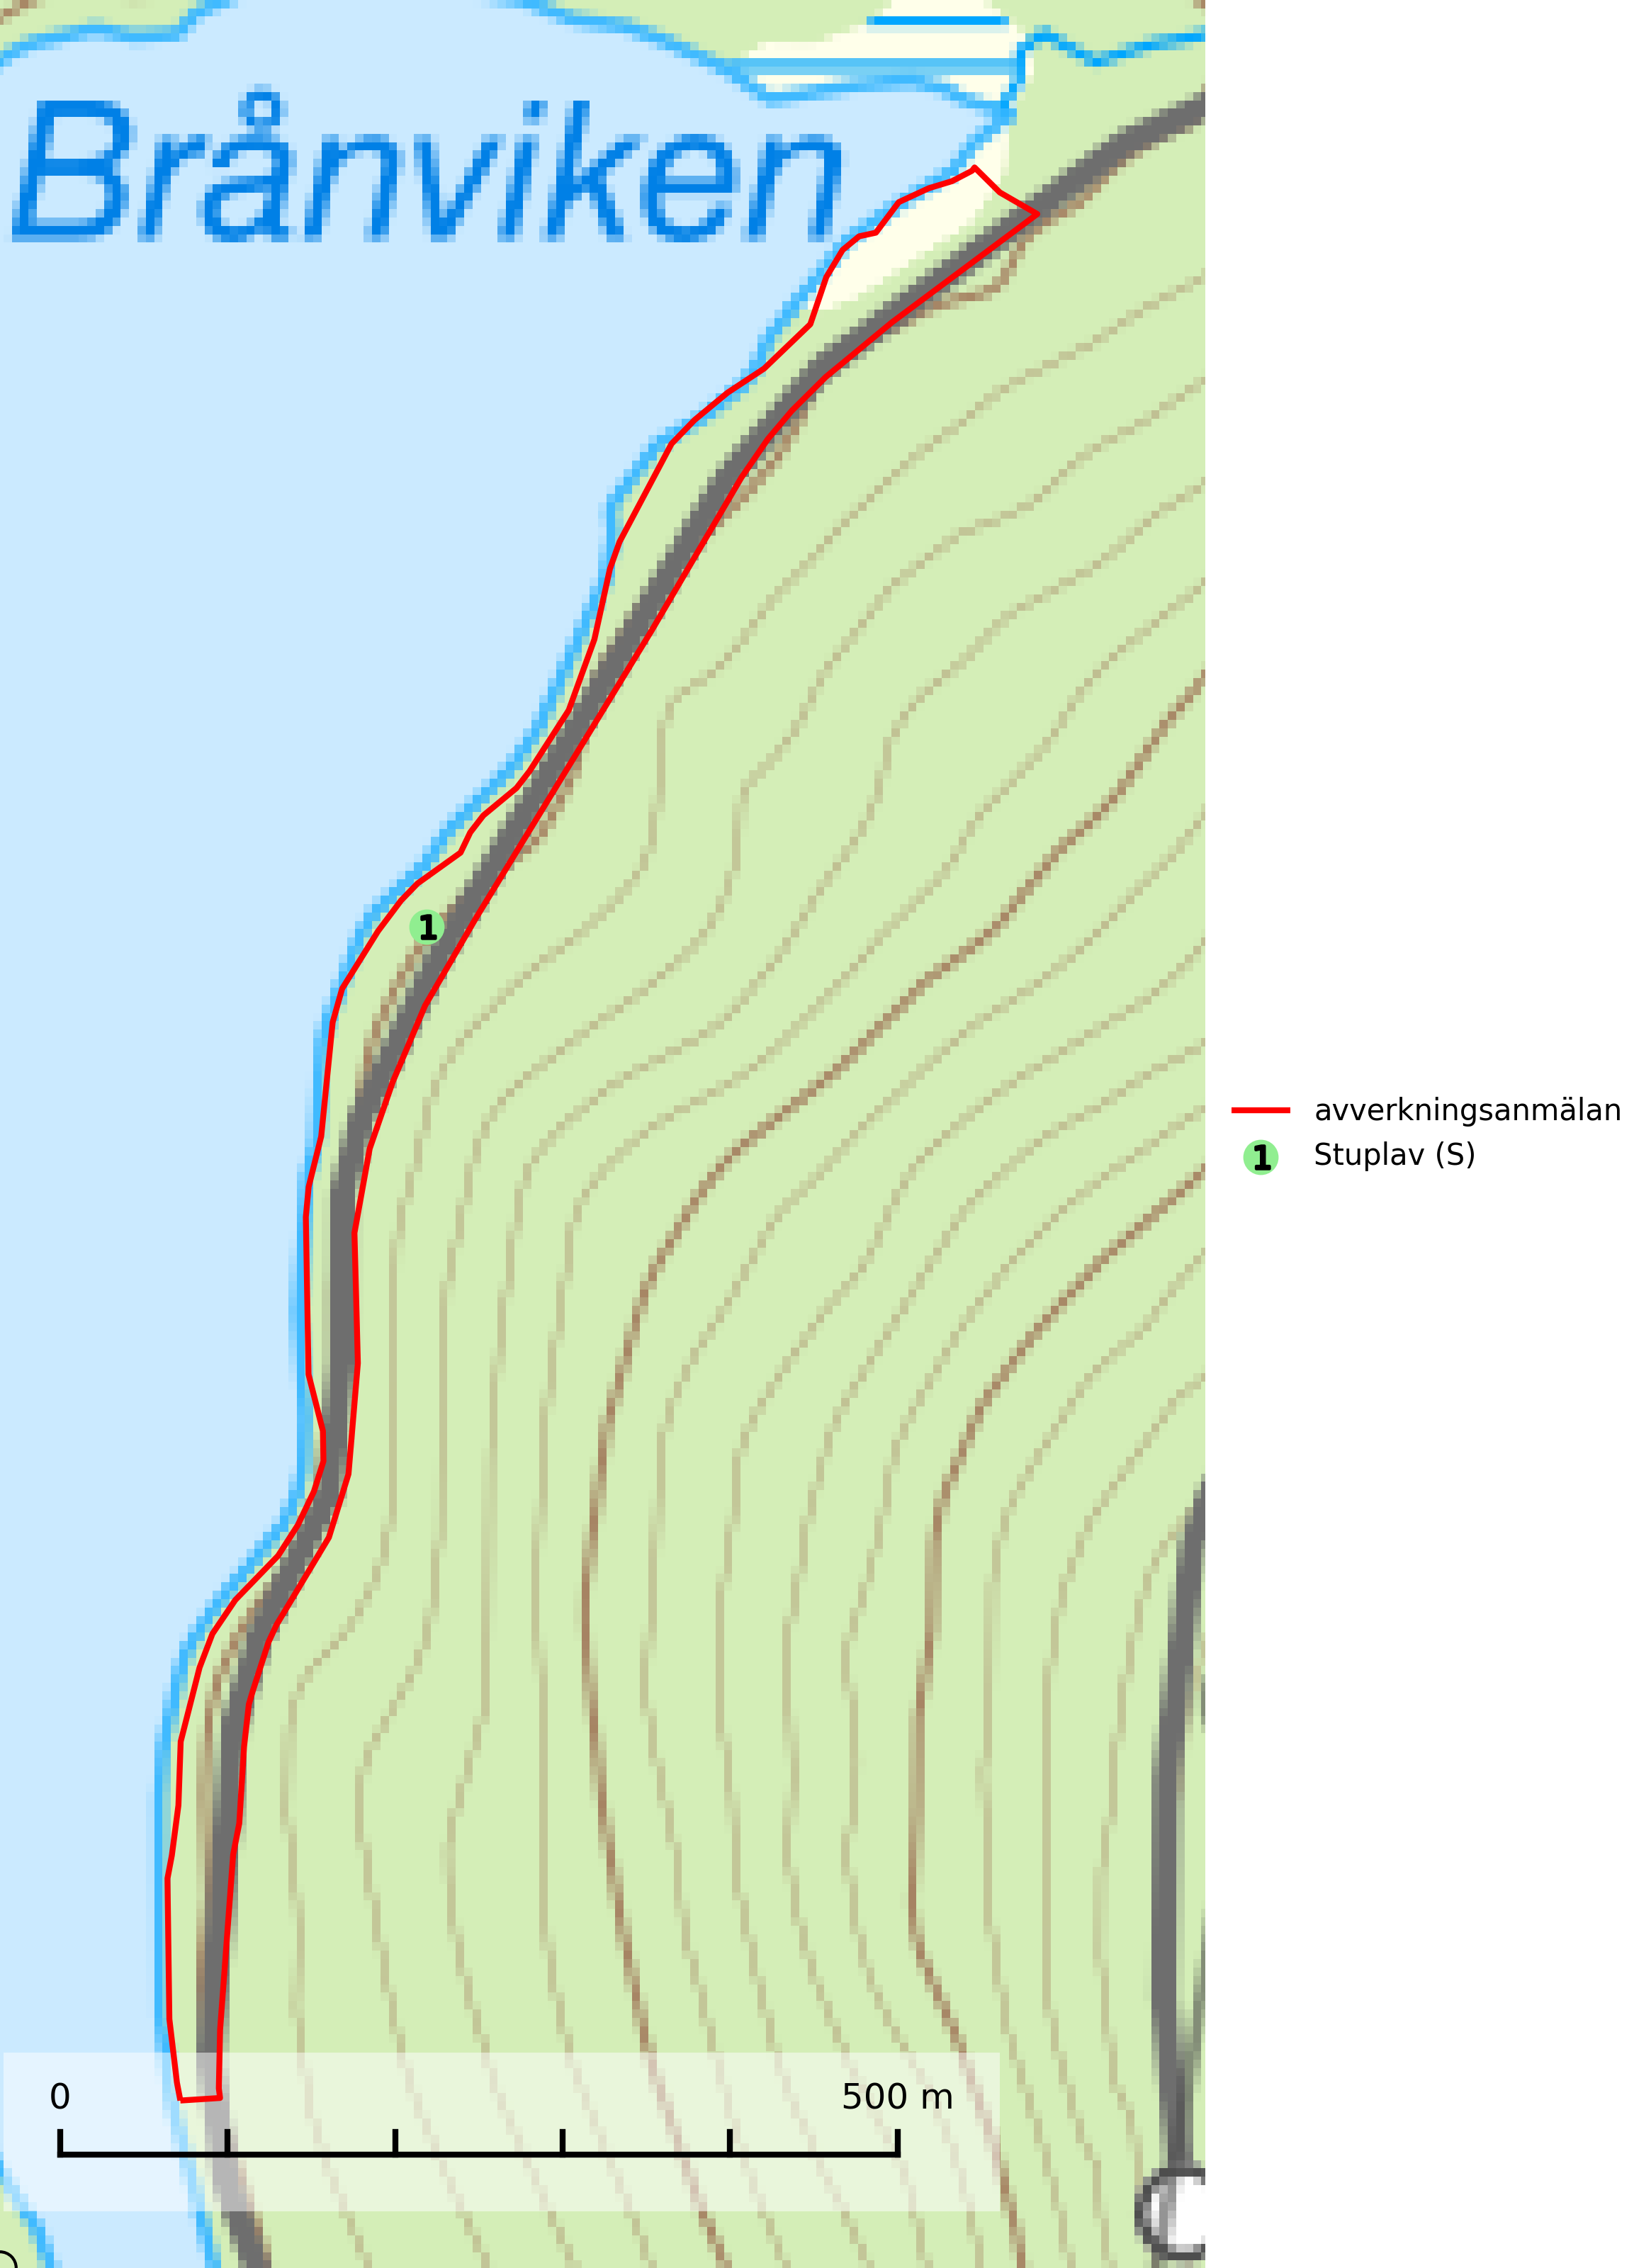 Brånviken
1
avverkningsanmälan
1 Stuplav (S)
0 500 m